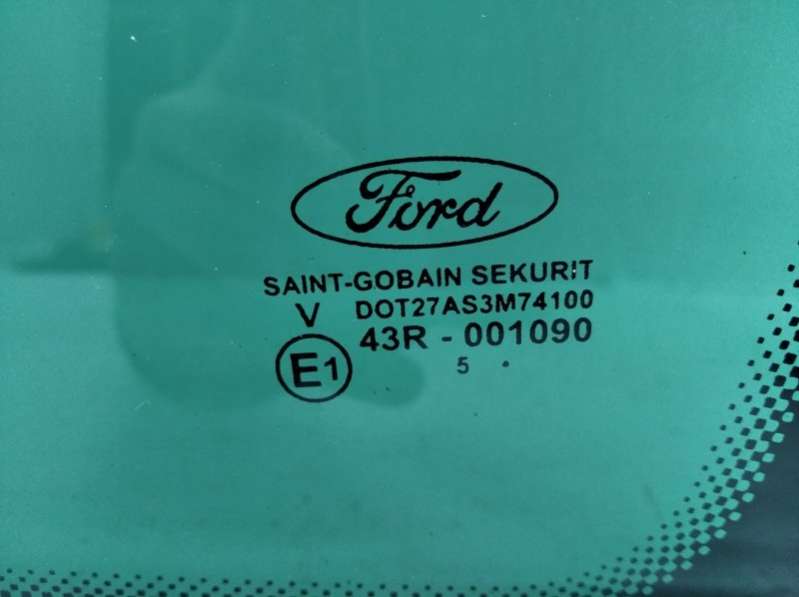 Ford
SAINT-GOBAIN SEKURIT
V DOT27AS3M74100
E1 43R - 001090
5 .